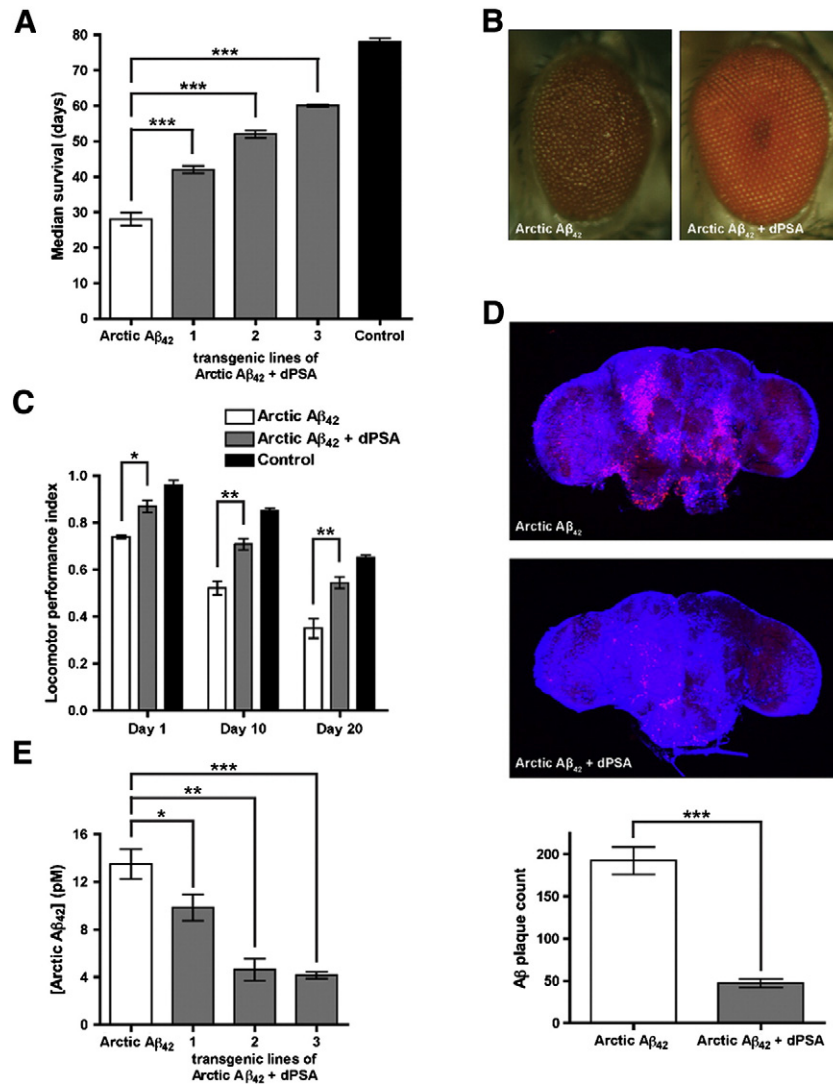 A
Median survival (days)
80
70
60
50
40
30
20
10
0
***
***
***
Arctic Aβ₄₂
1
2
3
Control
transgenic lines of
Arctic Aβ₄₂ + dPSA
B
Arctic Aβ₄₂
Arctic Aβ₄₂ + dPSA
C
Arctic Aβ₄₂
Arctic Aβ₄₂ + dPSA
Control
Locomotor performance index
1.0
0.8
0.6
0.4
0.2
0.0
*
**
**
Day 1
Day 10
Day 20
D
Arctic Aβ₄₂
Arctic Aβ₄₂ + dPSA
Aβ plaque count
200
150
100
50
0
***
Arctic Aβ₄₂
Arctic Aβ₄₂ + dPSA
E
[Arctic Aβ₄₂] (pM)
16
12
8
4
0
***
**
*
Arctic Aβ₄₂
1
2
3
transgenic lines of
Arctic Aβ₄₂ + dPSA